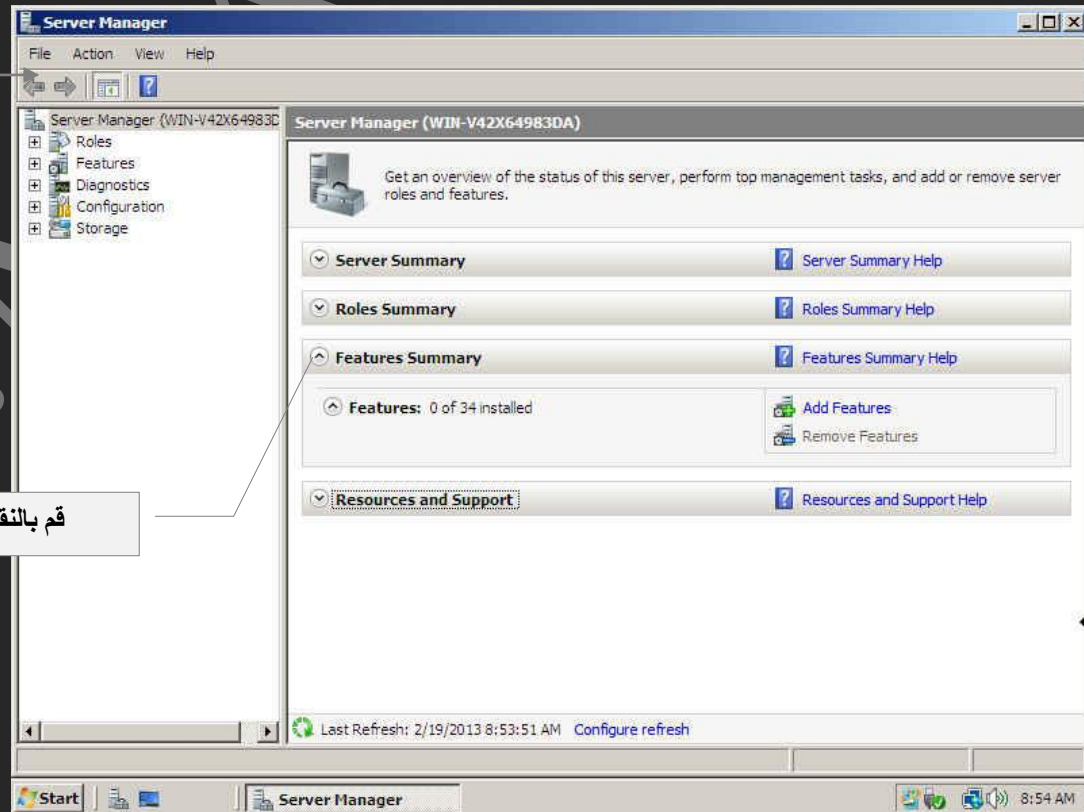 Server Manager
File Action View Help
Server Manager (WIN-V42X64983D
Roles
Features
Diagnostics
Configuration
Storage
Server Manager (WIN-V42X64983DA)
Get an overview of the status of this server, perform top management tasks, and add or remove server
roles and features.
Server Summary
Server Summary Help
Roles Summary
Roles Summary Help
Features Summary
Features Summary Help
Features: 0 of 34 installed
Add Features
Remove Features
Resources and Support
Resources and Support Help
قم
Last Refresh: 2/19/2013 8:53:51 AM Configure refresh
Start
Server Manager
8:54 AM